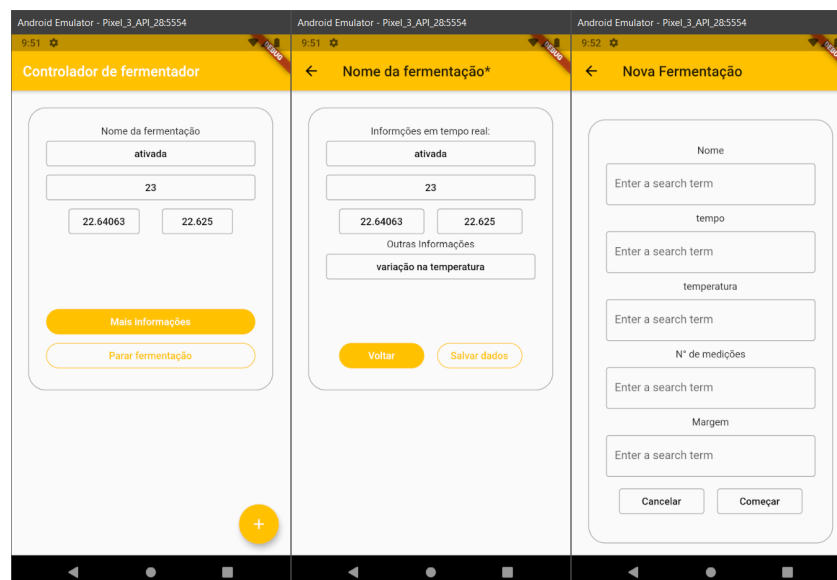 Android Emulator - Pixel_3_API_28:5554
9:51
DEBUG
Controlador de fermentador
Nome da fermentação
ativada
23
22.64063
22.625
Mais informações
Parar fermentação
+
Android Emulator - Pixel_3_API_28:5554
9:51
DEBUG
Nome da fermentação*
Informções em tempo real:
ativada
23
22.64063
22.625
Outras Informações
variação na temperatura
Voltar
Salvar dados
Android Emulator - Pixel_3_API_28:5554
9:52
DEBUG
Nova Fermentação
Nome
Enter a search term
tempo
Enter a search term
temperatura
Enter a search term
N° de medições
Enter a search term
Margem
Enter a search term
Cancelar
Começar